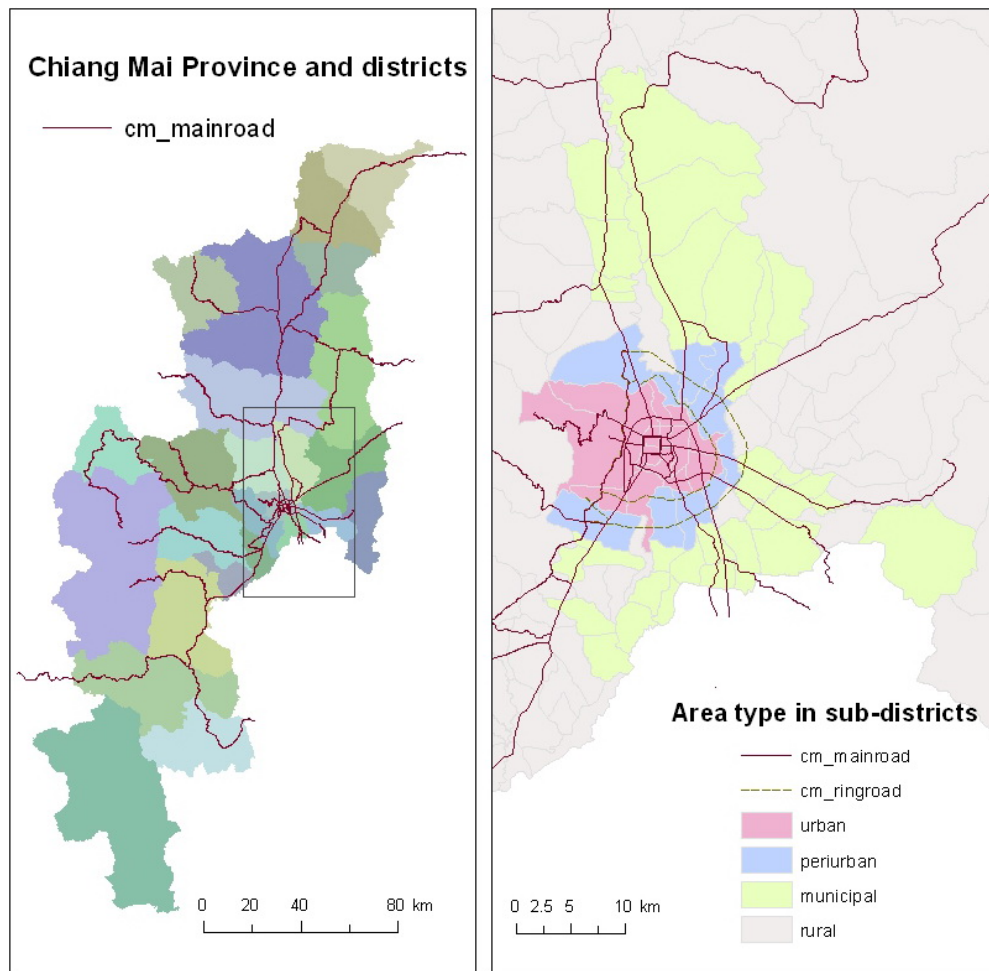 Chiang Mai Province and districts
cm_mainroad
0 20 40 80 km
Area type in sub-districts
cm_mainroad
cm_ringroad
urban
periurban
municipal
rural
0 2.5 5 10 km